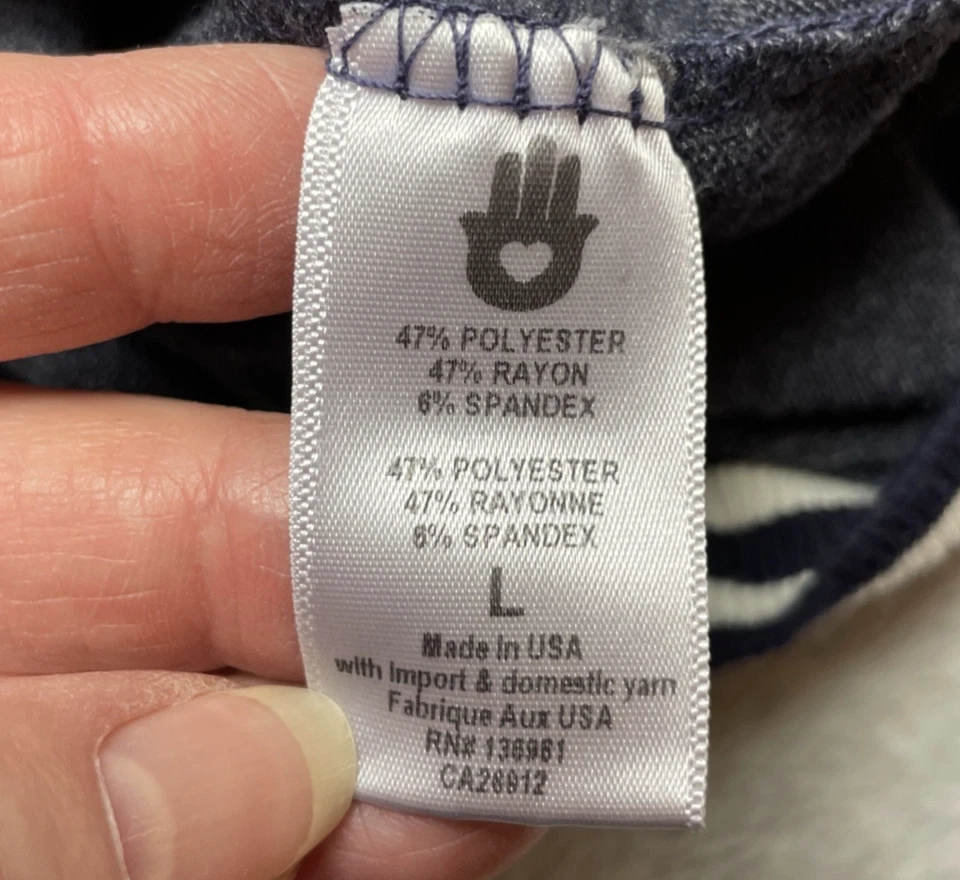 47% POLYESTER
47% RAYON
6% SPANDEX
47% POLYESTER
47% RAYONNE
6% SPANDEX
L
Made in USA
with import & domestic yarn
Fabrique Aux USA
RN# 136961
CA26912